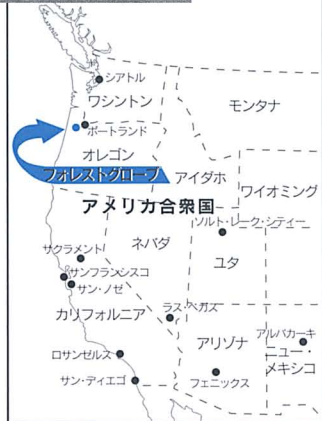 シアトル
ワシントン
モンタナ
ポートランド
オレゴン
フォレストグローブ
アイダホ
ワイオミング
アメリカ合衆国
ソルト・レーク・シティー
ネバダ
ユタ
サクラメント
サンフランシスコ
サン・ノゼ
カリフォルニア
ラス・ベガス
アルバカーキ
アリゾナ
ニュー・
メキシコ
ロサンゼルス
サン・ディエゴ
フェニックス